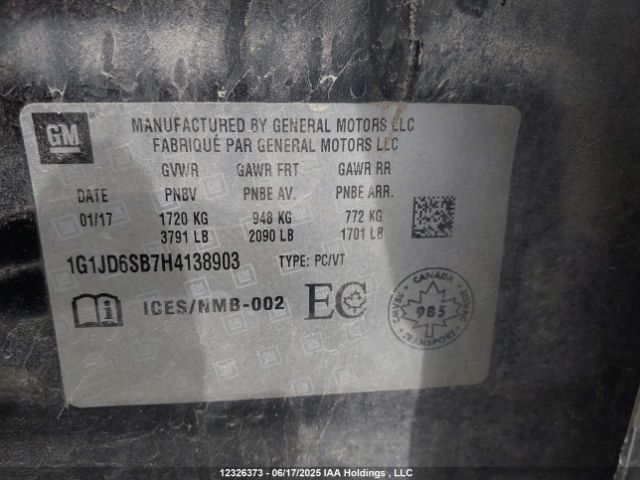 GM
MANUFACTURED BY GENERAL MOTORS LLC
FABRIQUÉ PAR GENERAL MOTORS LLC
GVWR GAWR FRT GAWR RR
DATE PNBV PNBE AV. PNBE ARR.
01/17 1720 KG 948 KG 772 KG
3791 LB 2090 LB 1701 LB
1G1JD6SB7H4138903 TYPE: PC/VT
ICES/NMB-002 EC
CANADA
985
TRANSPORT
12326373 - 06/17/2025 IAA Holdings , LLC